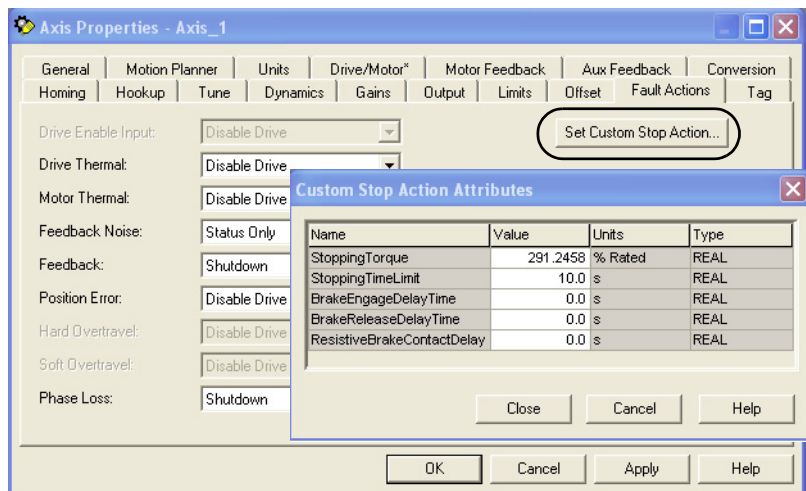 Axis Properties - Axis_1
General Motion Planner Units Drive/Motor* Motor Feedback Aux Feedback Conversion
Homing Hookup Tune Dynamics Gains Output Limits Offset Fault Actions Tag
Drive Enable Input: Disable Drive Set Custom Stop Action...
Drive Thermal: Disable Drive
Motor Thermal: Disable Drive
Feedback Noise: Status Only
Feedback: Shutdown
Position Error: Disable Drive
Hard Overtravel: Disable Drive
Soft Overtravel: Disable Drive
Phase Loss: Shutdown
Custom Stop Action Attributes
Name Value Units Type
StoppingTorque 291.2458 % Rated REAL
StoppingTimeLimit 10.0 s REAL
BrakeEngageDelayTime 0.0 s REAL
BrakeReleaseDelayTime 0.0 s REAL
ResistiveBrakeContactDelay 0.0 s REAL
Close Cancel Help
OK Cancel Apply Help